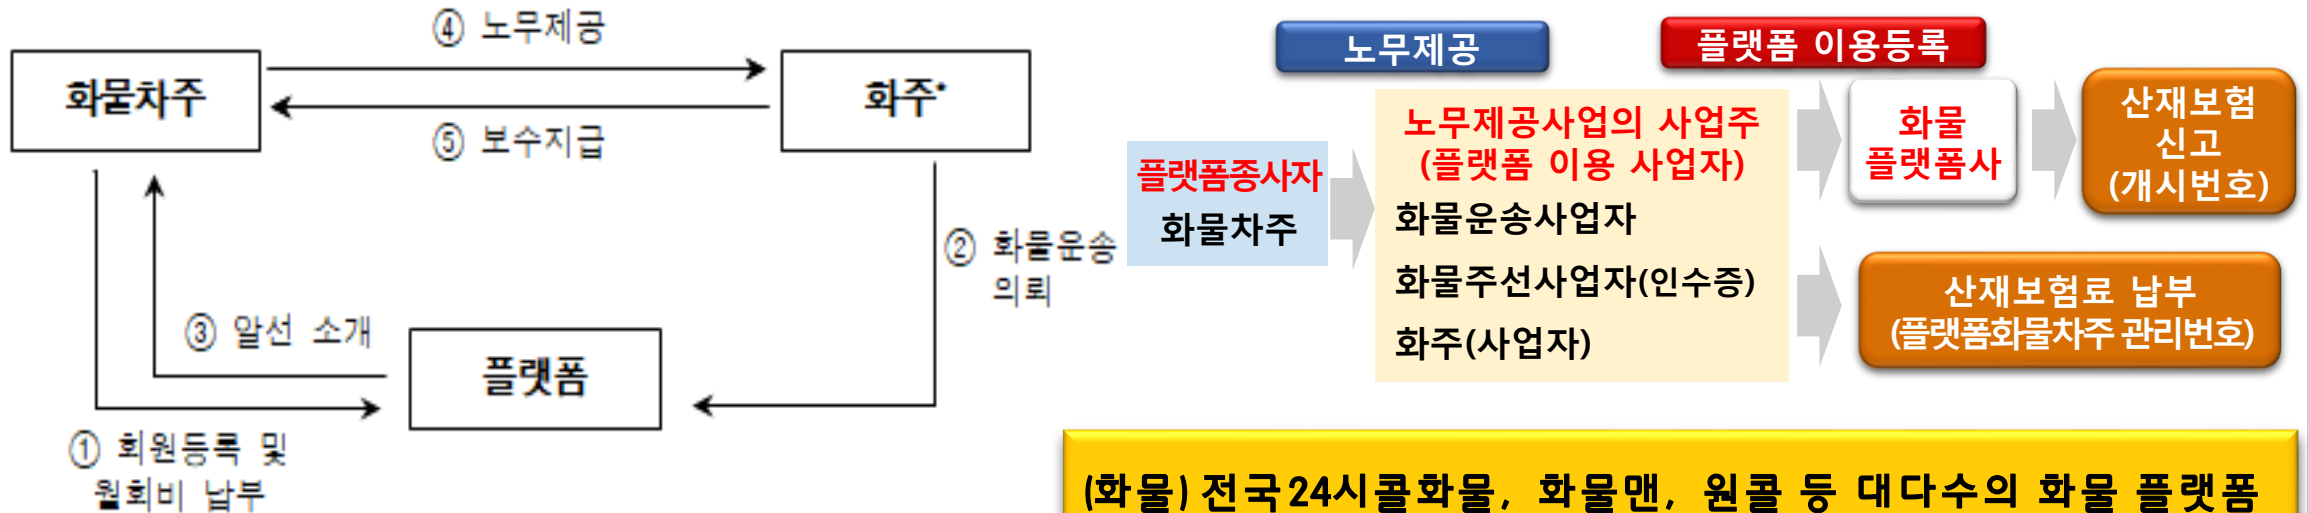 ④ 노무제공
화물차주
화주*
⑤ 보수지급
② 화물운송
의뢰
③ 알선 소개
플랫폼
① 회원등록 및
월회비 납부
노무제공
플랫폼 이용등록
플랫폼종사자
화물차주
노무제공사업의 사업주
(플랫폼 이용 사업자)
화물운송사업자
화물주선사업자(인수증)
화주(사업자)
화물
플랫폼사
산재보험
신고
(개시번호)
산재보험료 납부
(플랫폼화물차주 관리번호)
(화물) 전국24시콜화물, 화물맨, 원콜 등 대다수의 화물 플랫폼